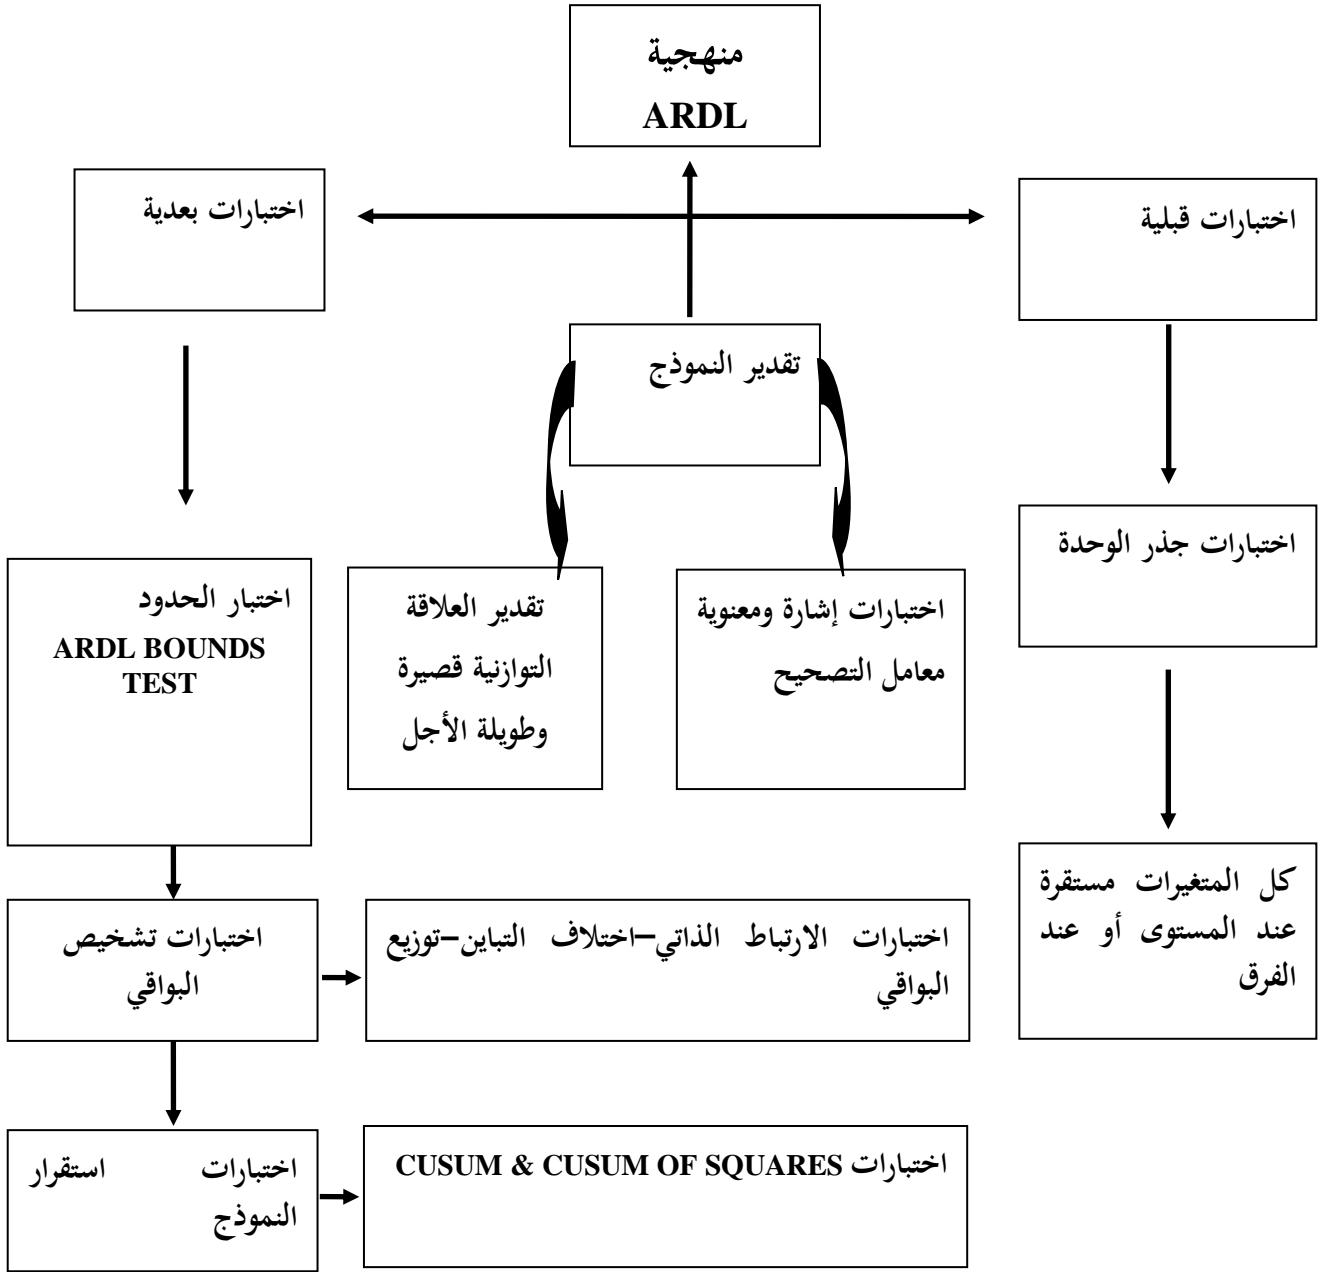 منهجية
ARDL
اختبارات قبلية
اختبارات بعدية
تقدير النموذج
اختبارات جذر الوحدة
اختبارات إشارة ومعنوية
معامل التصحيح
تقدير العلاقة
التوازنية قصيرة
وطويلة الأجل
اختبار الحدود
ARDL BOUNDS
TEST
كل المتغيرات مستقرة
عند المستوى أو عند
الفرق
اختبارات تشخيص
البواقي
اختبارات الارتباط الذاتي–اختلاف التباين–توزيع
البواقي
اختبارات استقرار
النموذج
اختبارات CUSUM & CUSUM OF SQUARES